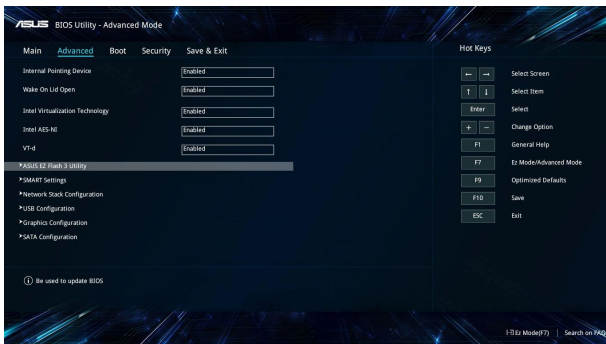 ASUS BIOS Utility - Advanced Mode
Main Advanced Boot Security Save & Exit
Internal Pointing Device Enabled
Wake On Lid Open Enabled
Intel Virtualization Technology Enabled
Intel AES-NI Enabled
VT-d Enabled
➤ASUS EZ Flash 3 Utility
➤SMART Settings
➤Network Stack Configuration
➤USB Configuration
➤Graphics Configuration
➤SATA Configuration
i Be used to update BIOS
Hot Keys
← → Select Screen
↑ ↓ Select Item
Enter Select
+ − Change Option
F1 General Help
F7 Ez Mode/Advanced Mode
F9 Optimized Defaults
F10 Save
ESC Exit
Ez Mode(F7) | Search on FAQ